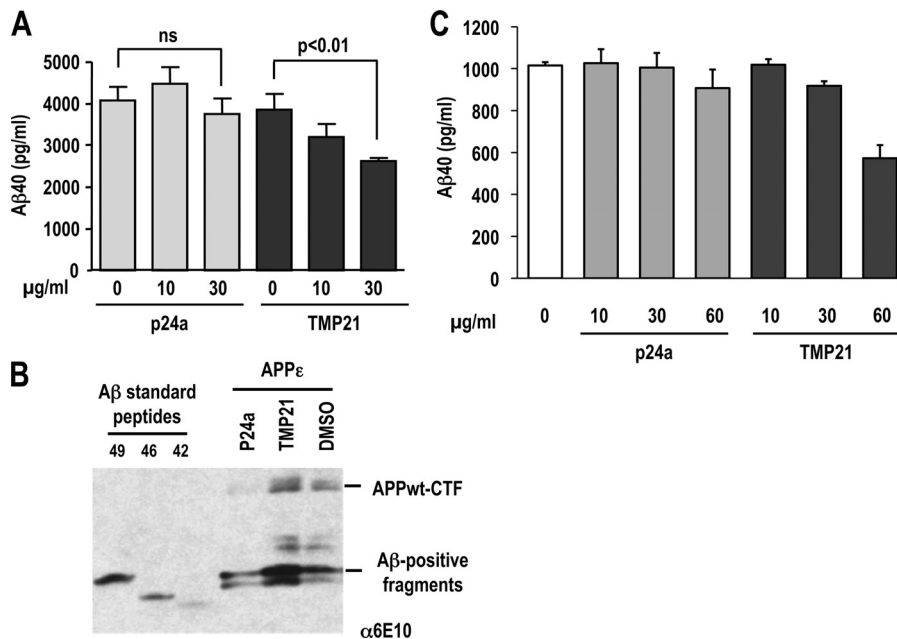 A
ns
p<0.01
Aβ40 (pg/ml)
5000
4000
3000
2000
1000
0
µg/ml
0 10 30 0 10 30
p24a TMP21
C
Aβ40 (pg/ml)
1200
1000
800
600
400
200
0
µg/ml
0 10 30 60 10 30 60
p24a TMP21
B
Aβ standard
peptides
49 46 42
APPε
P24a TMP21 DMSO
APPwt-CTF
Aβ-positive
fragments
α6E10